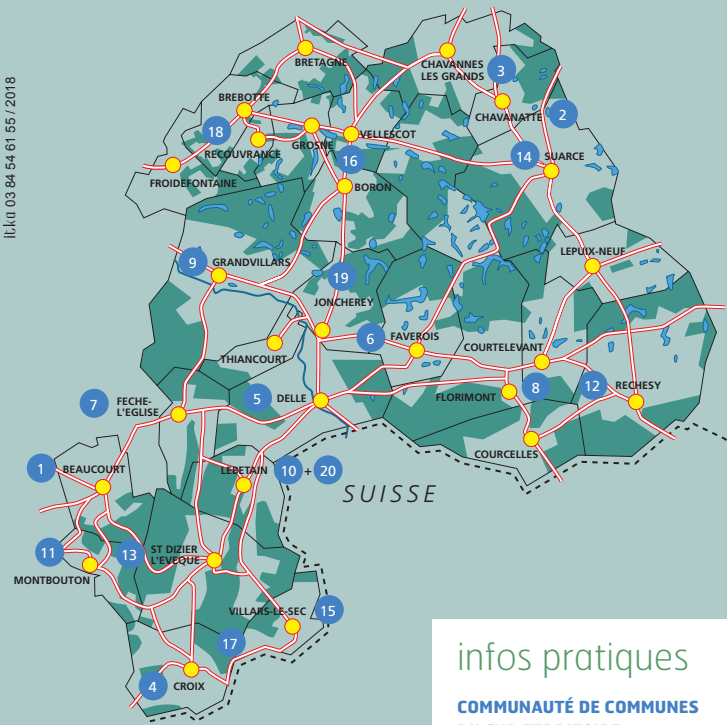 it.ka 03 84 54 61 55 / 2018
BRETAGNE
CHAVANNES
LES GRANDS
3
CHAVANATTE
2
BREBOTTE
18
RECOUVRANCE
GROSNE
VELLESCOT
16
14
SUARCE
FROIDEFONTAINE
BORON
9
GRANDVILLARS
19
JONCHEREY
LEPUIX-NEUF
THIANCOURT
6
FAVEROIS
COURTELEVANT
7
FECHE-
L'EGLISE
5
DELLE
FLORIMONT
8
12
RECHESY
COURCELLES
1
BEAUCOURT
LEBETAIN
10 + 20
SUISSE
11
MONTBOUTON
13
ST DIZIER
L'EVEQUE
VILLARS-LE-SEC
15
17
4
CROIX
infos pratiques
COMMUNAUTÉ DE COMMUNES